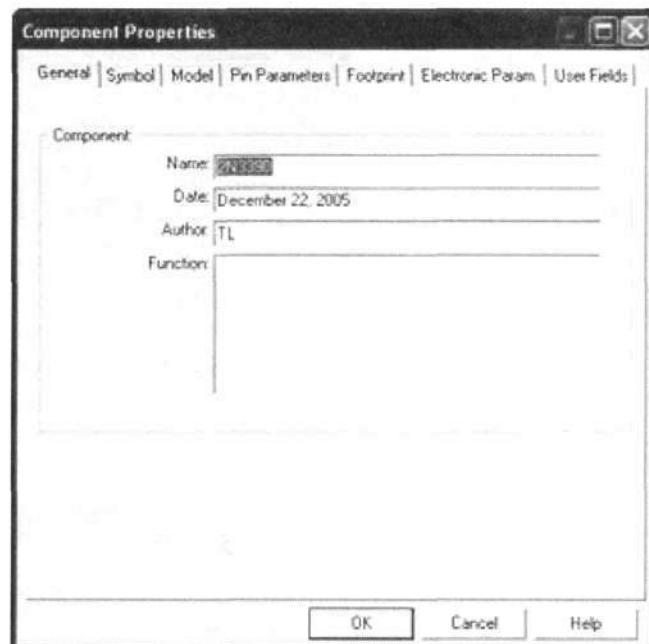 Component Properties
General Symbol Model Pin Parameters Footprint Electronic Param. User Fields
Component
Name: 2N3390
Date: December 22, 2005
Author: TL
Function:
OK Cancel Help